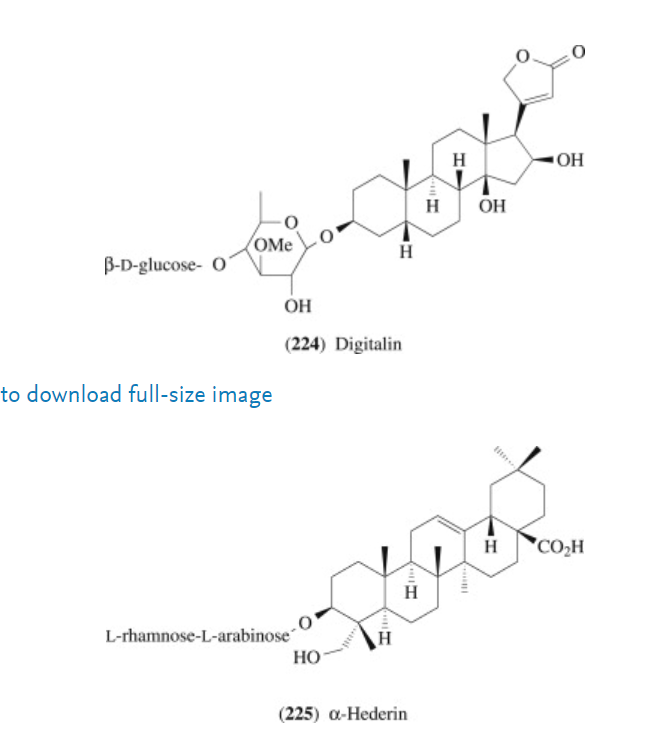 O O
H OH
H OH
O
OMe O
β-D-glucose- O
H
OH
(224) Digitalin
to download full-size image
H CO₂H
H
O
L-rhamnose-L-arabinose
H
HO
(225) α-Hederin